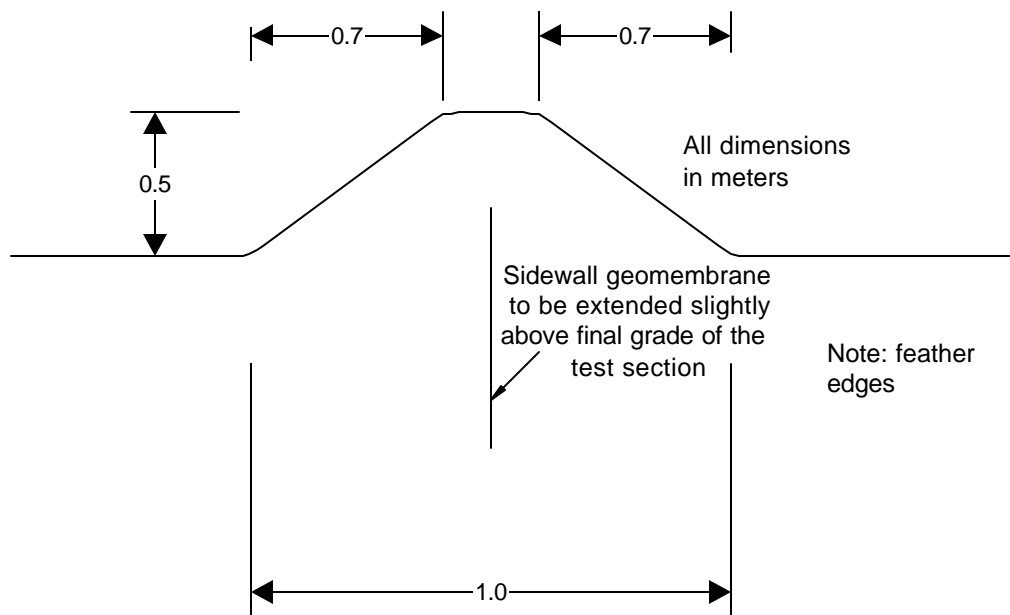 0.7
0.7
All dimensions
in meters
0.5
Sidewall geomembrane
to be extended slightly
above final grade of the
test section
Note: feather
edges
1.0